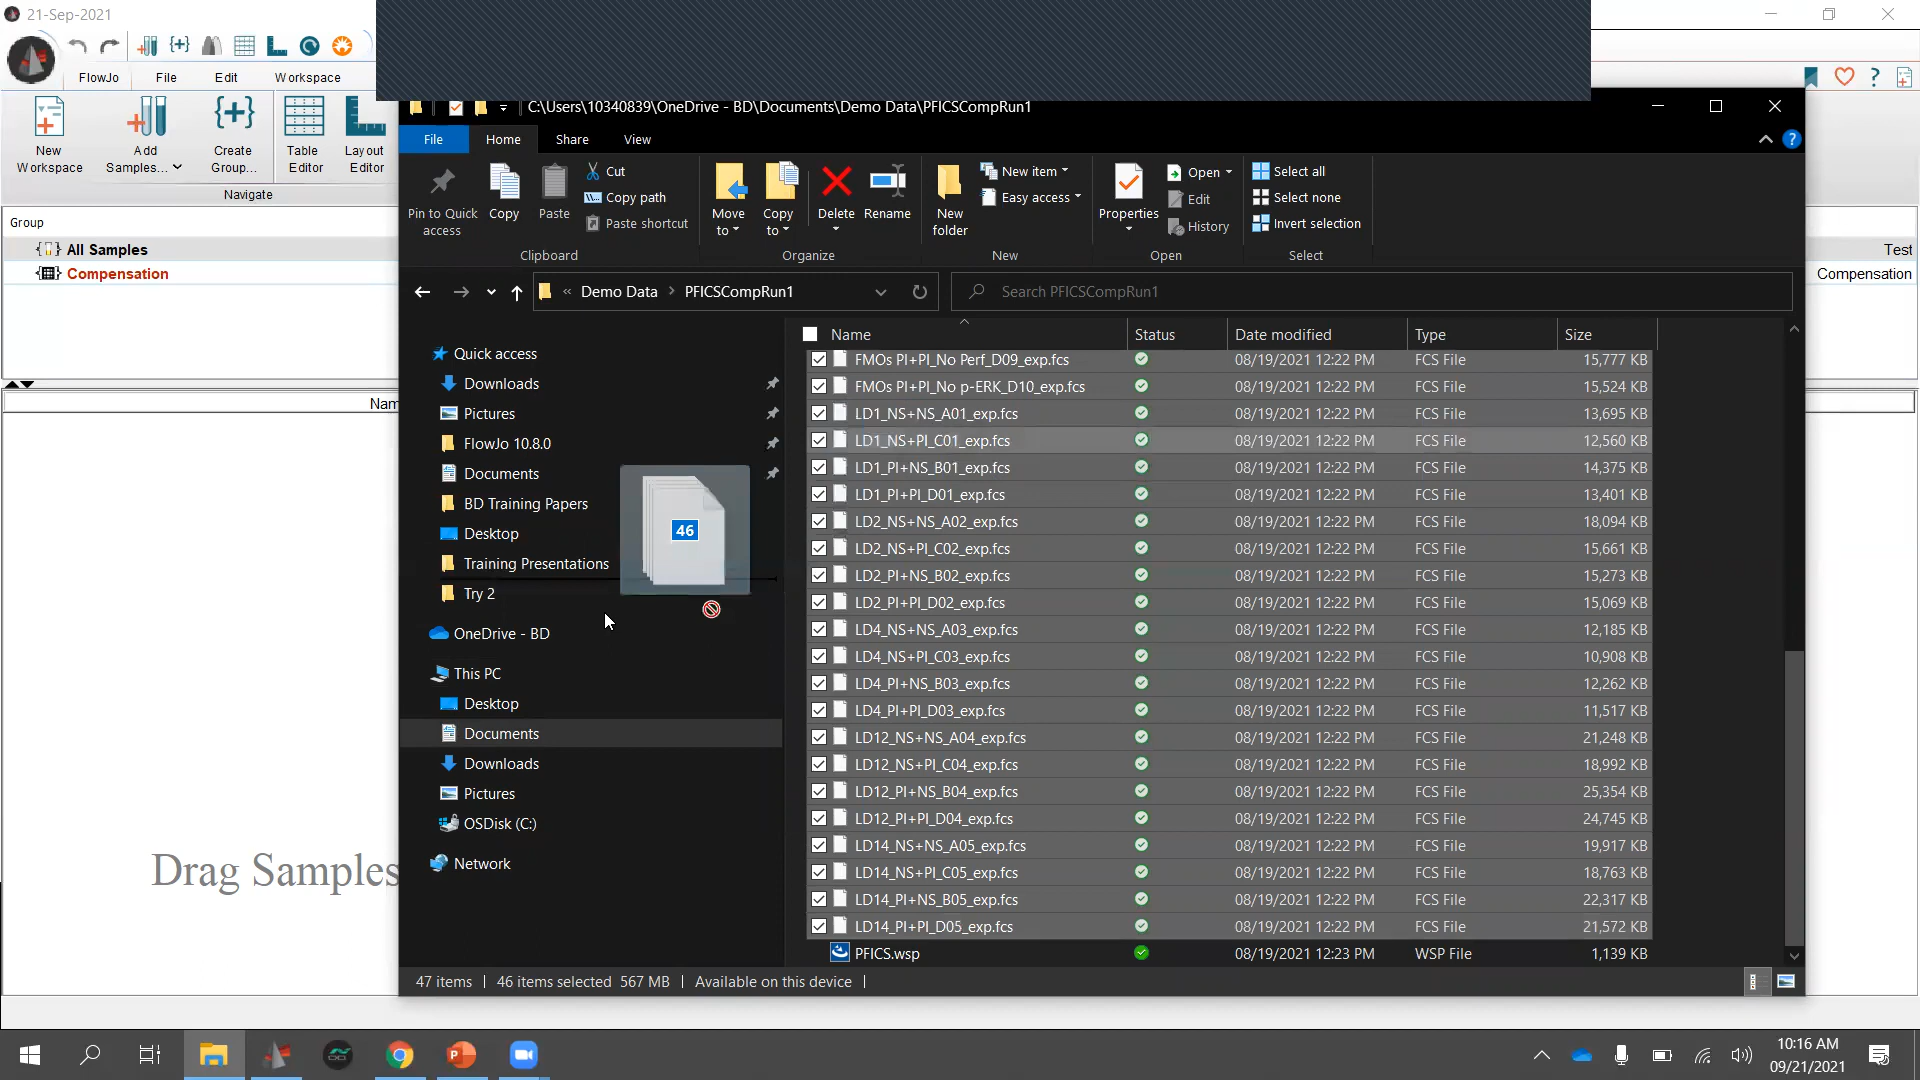 21-Sep-2021
FlowJo File Edit Workspace
New Workspace
Add Samples...
Create Group...
Table Editor
Layout Editor
Navigate
Group
{ } All Samples
Test
Compensation
Compensation
Nam
Drag Samples
C:\Users\10340839\OneDrive - BD\Documents\Demo Data\PFICSCompRun1
File Home Share View
Pin to Quick access
Copy
Paste
Cut
Copy path
Paste shortcut
Clipboard
Move to
Copy to
Delete
Rename
Organize
New folder
New item
Easy access
New
Properties
Open
Edit
History
Open
Select all
Select none
Invert selection
Select
« Demo Data > PFICSCompRun1
Search PFICSCompRun1
Quick access
Downloads
Pictures
FlowJo 10.8.0
Documents
BD Training Papers
Desktop
Training Presentations
Try 2
OneDrive - BD
This PC
Desktop
Documents
Downloads
Pictures
OSDisk (C:)
Network
46
Name Status Date modified Type Size
FMOs PI+PI_No Perf_D09_exp.fcs 08/19/2021 12:22 PM FCS File 15,777 KB
FMOs PI+PI_No p-ERK_D10_exp.fcs 08/19/2021 12:22 PM FCS File 15,524 KB
LD1_NS+NS_A01_exp.fcs 08/19/2021 12:22 PM FCS File 13,695 KB
LD1_NS+PI_C01_exp.fcs 08/19/2021 12:22 PM FCS File 12,560 KB
LD1_PI+NS_B01_exp.fcs 08/19/2021 12:22 PM FCS File 14,375 KB
LD1_PI+PI_D01_exp.fcs 08/19/2021 12:22 PM FCS File 13,401 KB
LD2_NS+NS_A02_exp.fcs 08/19/2021 12:22 PM FCS File 18,094 KB
LD2_NS+PI_C02_exp.fcs 08/19/2021 12:22 PM FCS File 15,661 KB
LD2_PI+NS_B02_exp.fcs 08/19/2021 12:22 PM FCS File 15,273 KB
LD2_PI+PI_D02_exp.fcs 08/19/2021 12:22 PM FCS File 15,069 KB
LD4_NS+NS_A03_exp.fcs 08/19/2021 12:22 PM FCS File 12,185 KB
LD4_NS+PI_C03_exp.fcs 08/19/2021 12:22 PM FCS File 10,908 KB
LD4_PI+NS_B03_exp.fcs 08/19/2021 12:22 PM FCS File 12,262 KB
LD4_PI+PI_D03_exp.fcs 08/19/2021 12:22 PM FCS File 11,517 KB
LD12_NS+NS_A04_exp.fcs 08/19/2021 12:22 PM FCS File 21,248 KB
LD12_NS+PI_C04_exp.fcs 08/19/2021 12:22 PM FCS File 18,992 KB
LD12_PI+NS_B04_exp.fcs 08/19/2021 12:22 PM FCS File 25,354 KB
LD12_PI+PI_D04_exp.fcs 08/19/2021 12:22 PM FCS File 24,745 KB
LD14_NS+NS_A05_exp.fcs 08/19/2021 12:22 PM FCS File 19,917 KB
LD14_NS+PI_C05_exp.fcs 08/19/2021 12:22 PM FCS File 18,763 KB
LD14_PI+NS_B05_exp.fcs 08/19/2021 12:22 PM FCS File 22,317 KB
LD14_PI+PI_D05_exp.fcs 08/19/2021 12:22 PM FCS File 21,572 KB
PFICS.wsp 08/19/2021 12:23 PM WSP File 1,139 KB
47 items | 46 items selected 567 MB | Available on this device |
10:16 AM
09/21/2021